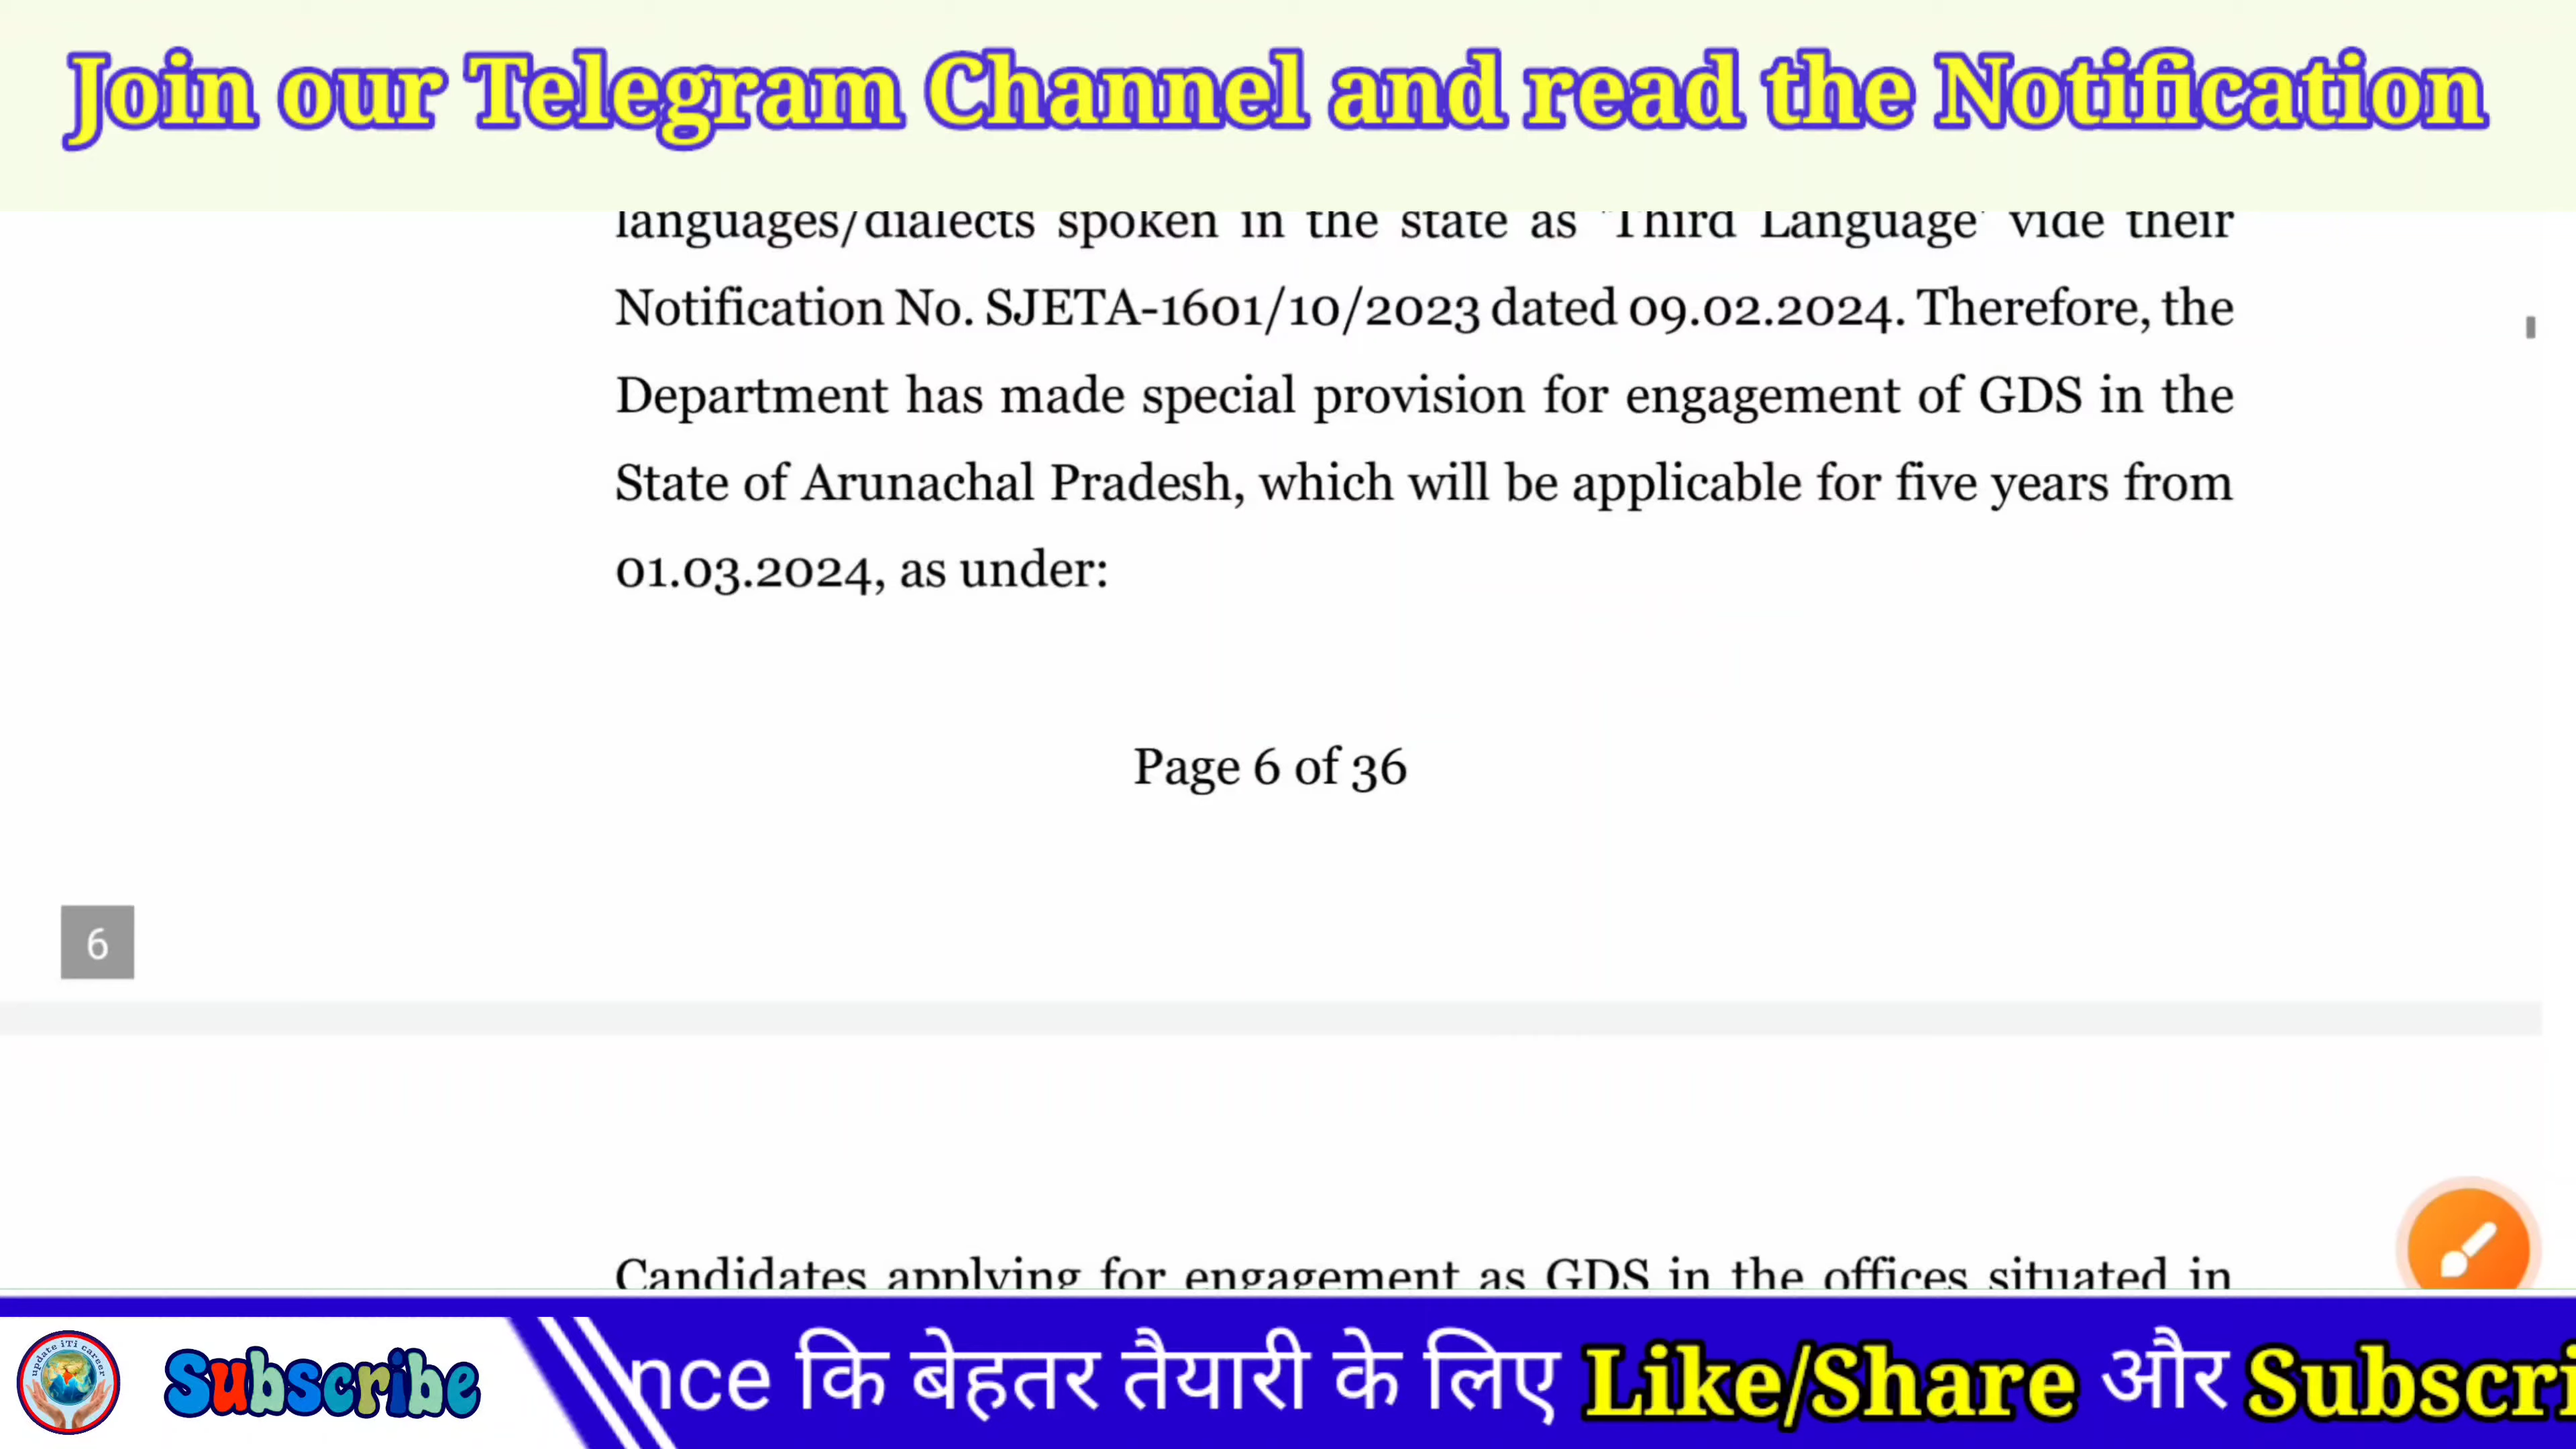 Join our Telegram Channel and read the Notification
languages/dialects spoken in the state as 'Third Language' vide their
Notification No. SJETA-1601/10/2023 dated 09.02.2024. Therefore, the
Department has made special provision for engagement of GDS in the
State of Arunachal Pradesh, which will be applicable for five years from
01.03.2024, as under:
Page 6 of 36
6
Candidates applying for engagement as GDS in the offices situated in
update iTi career
Subscribe
nce कि बेहतर तैयारी के लिए Like/Share और Subscri